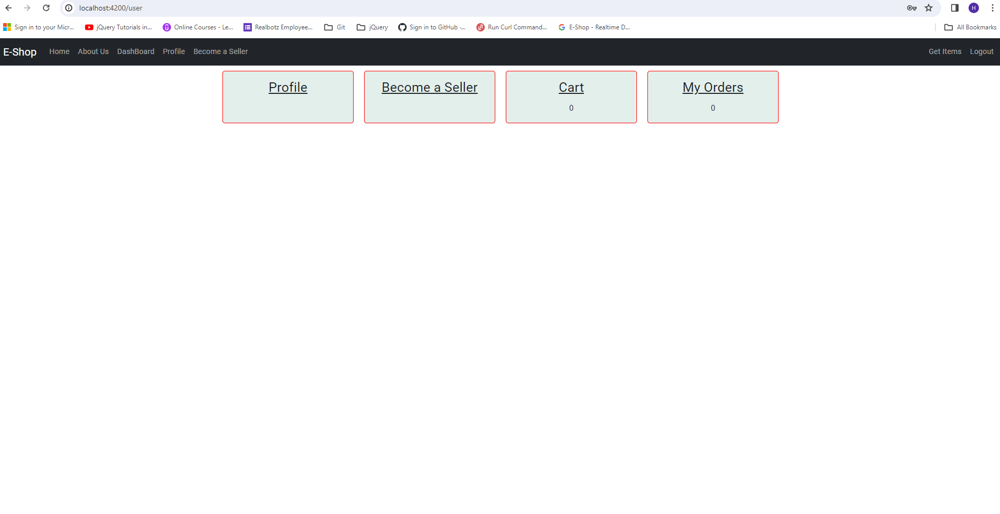 localhost:4200/user
H
Sign in to your Micr... jQuery Tutorials in... Online Courses - Le... Realbotz Employee... Git jQuery Sign in to GitHub ·... Run Curl Command... E-Shop - Realtime D... All Bookmarks
E-Shop Home About Us DashBoard Profile Become a Seller Get Items Logout
Profile Become a Seller Cart My Orders
0 0